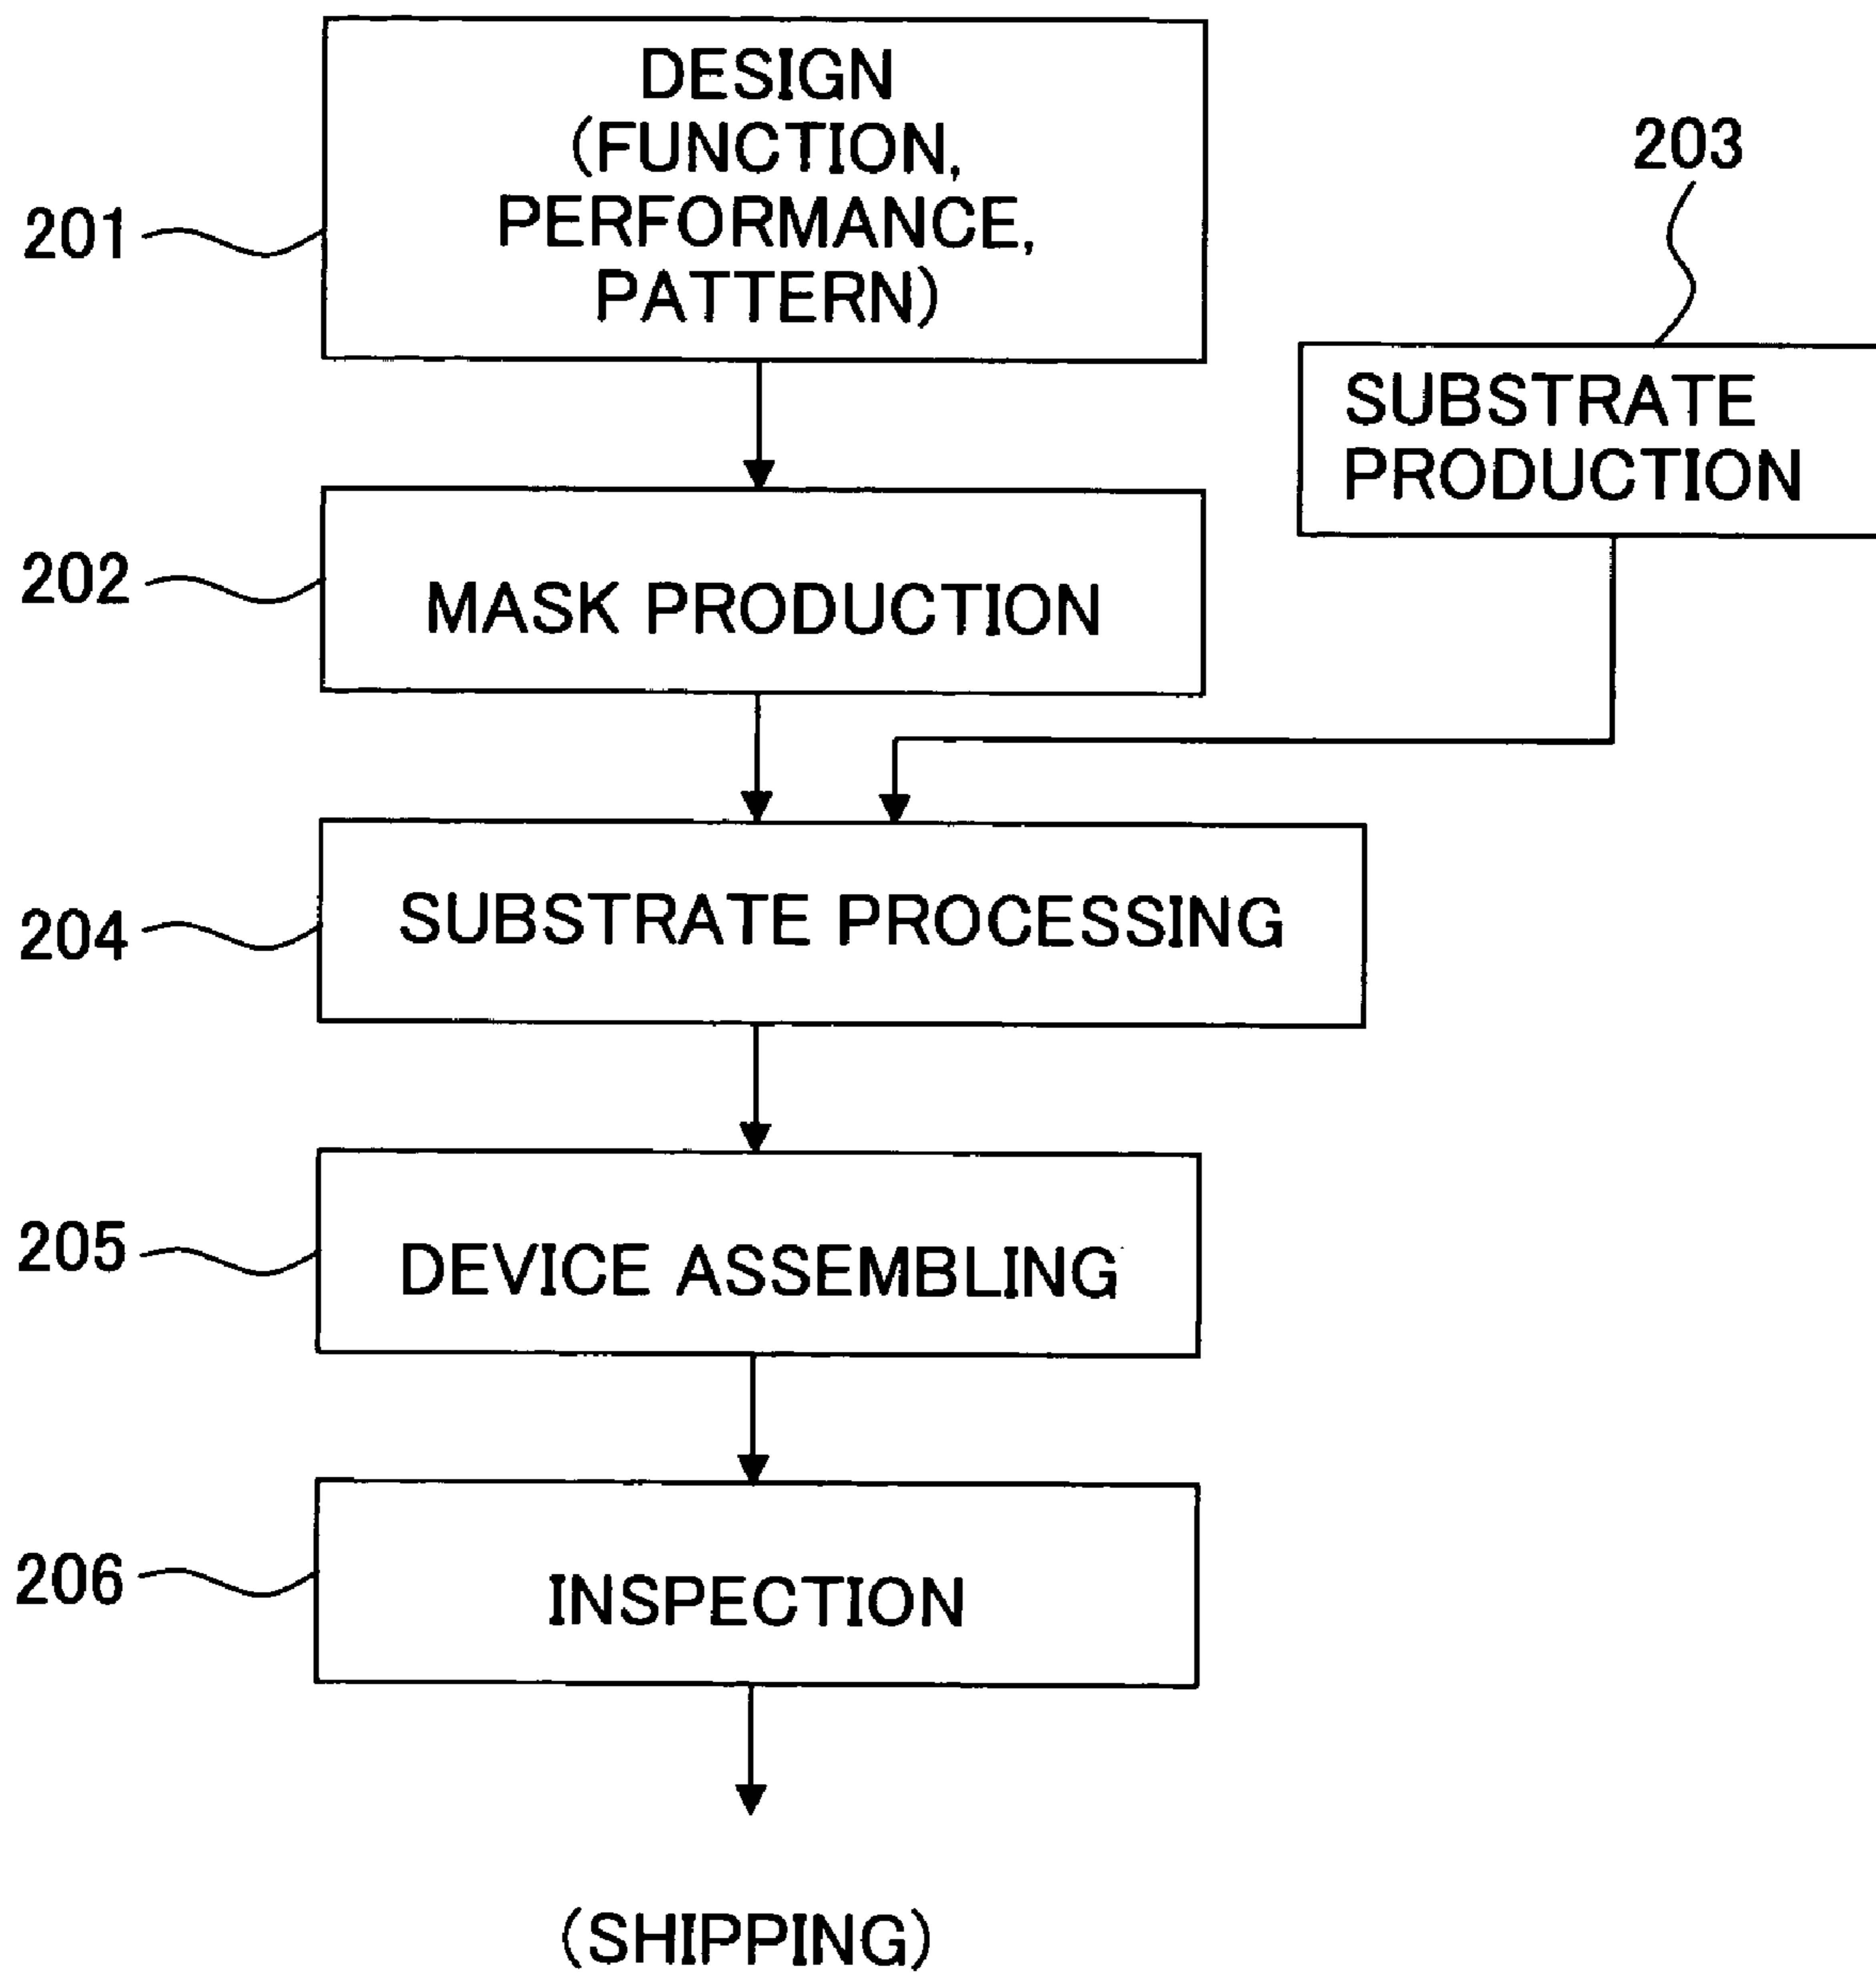 DESIGN
(FUNCTION,
PERFORMANCE,
PATTERN)
201
203
SUBSTRATE
PRODUCTION
202
MASK PRODUCTION
204
SUBSTRATE PROCESSING
205
DEVICE ASSEMBLING
206
INSPECTION
(SHIPPING)